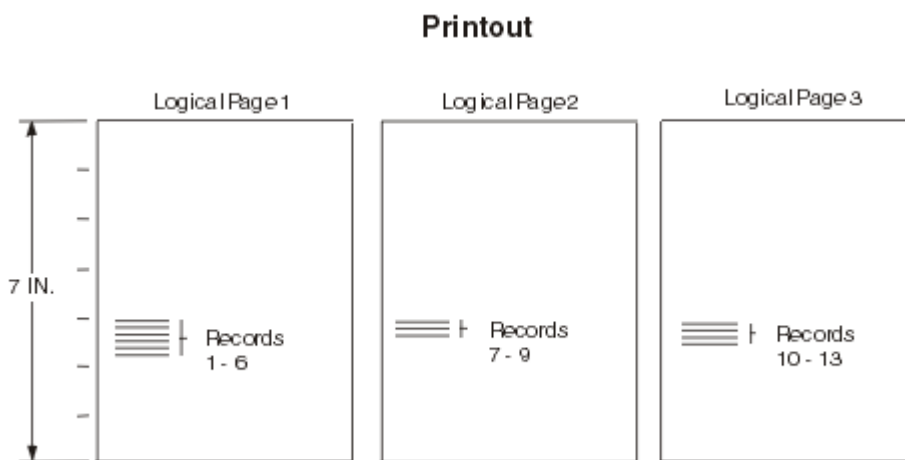 Printout
Logical Page 1
Logical Page 2
Logical Page 3
7 IN.
Records
1 - 6
Records
7 - 9
Records
10 - 13